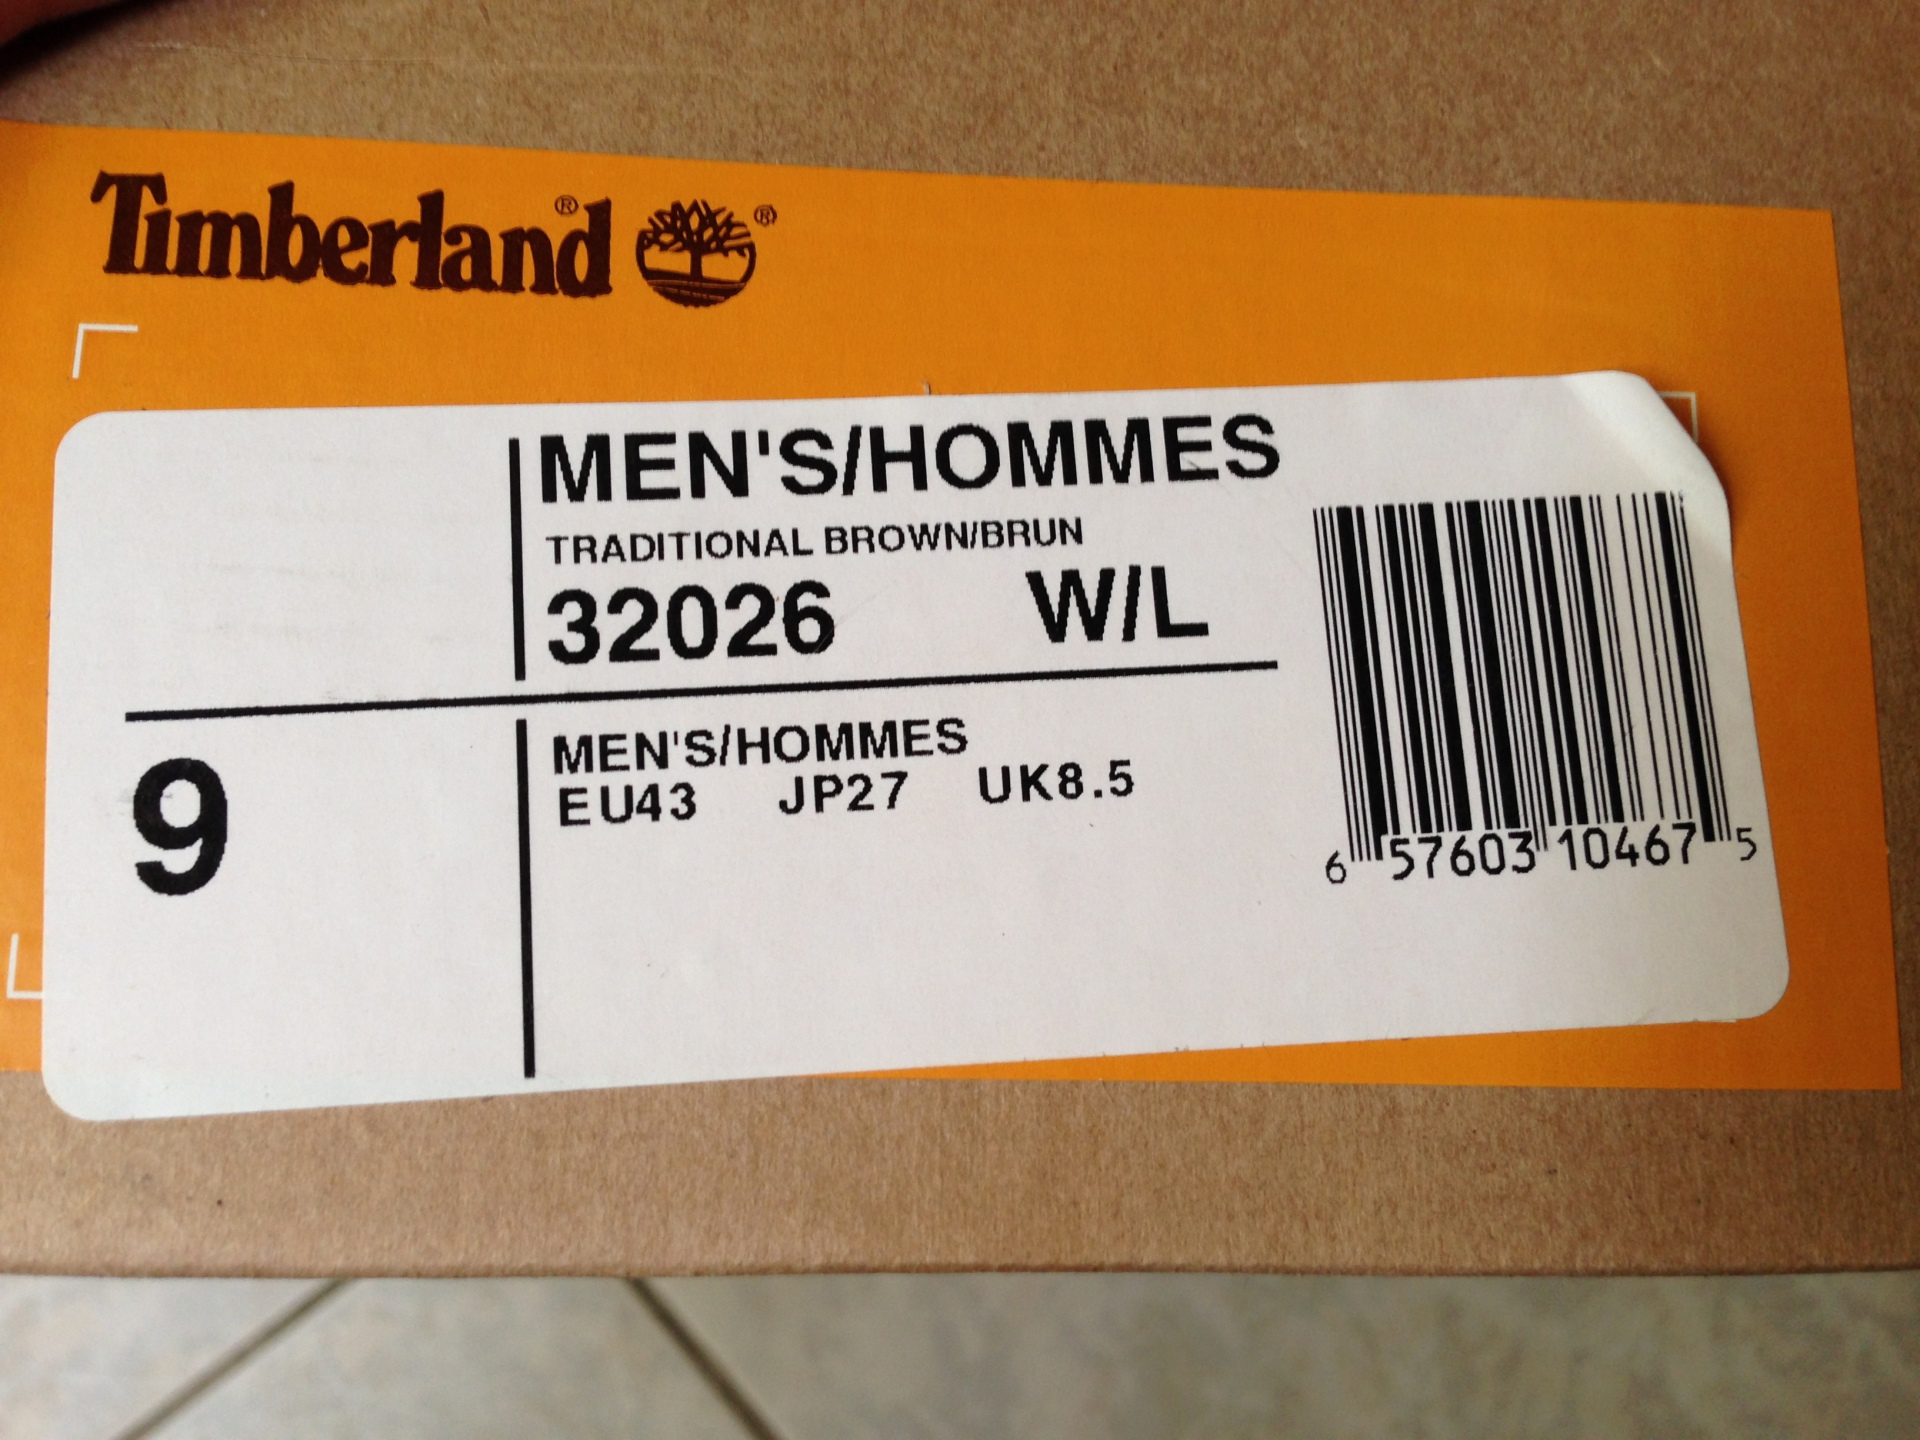 Timberland® ®
MEN'S/HOMMES
TRADITIONAL BROWN/BRUN
32026 W/L
9
MEN'S/HOMMES
EU43 JP27 UK8.5
6 57603 10467 5